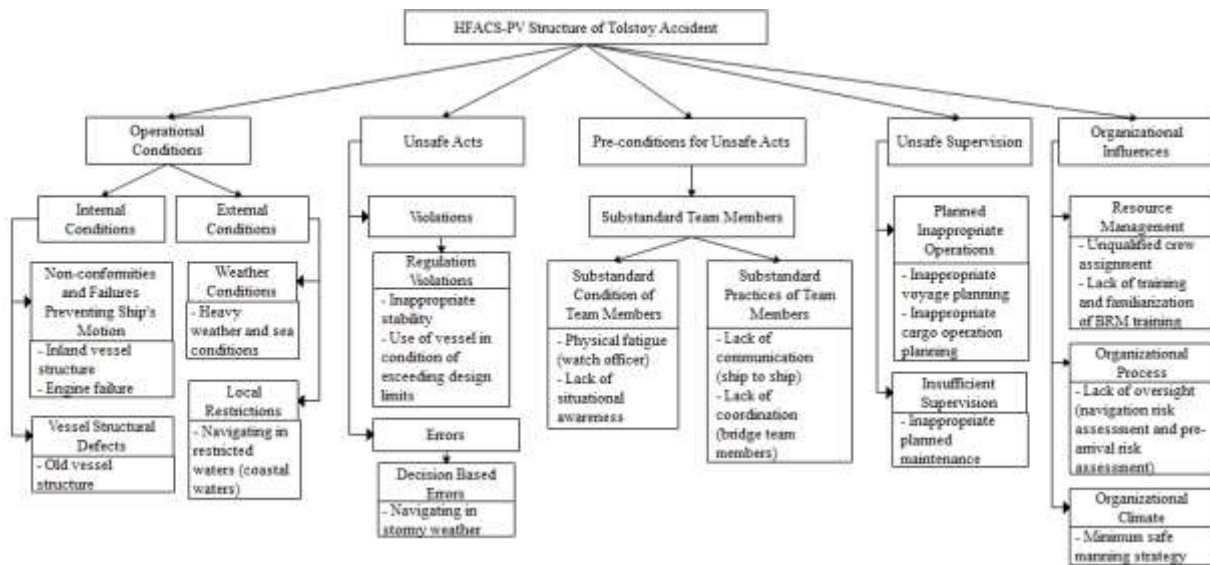 HFACS-PV Structure of Tolstoy Accident
Operational
Conditions
Unsafe Acts
Pre-conditions for Unsafe Acts
Unsafe Supervision
Organizational
Influences
Internal
Conditions
External
Conditions
Non-conformities
and Failures
Preventing Ship's
Motion
- Inland vessel
structure
- Engine failure
Vessel Structural
Defects
- Old vessel
structure
Weather
Conditions
- Heavy
weather and sea
conditions
Local
Restrictions
- Navigating in
restricted waters
(coastal
waters)
Violations
Regulation
Violations
- Inappropriate
stability
- Use of vessel in
condition of
exceeding design
limits
Errors
Decision Based
Errors
- Navigating in
stormy weather
Substandard Team
Members
Substandard
Condition of
Team Members
- Physical fatigue
(watch officer)
- Lack of
situational
awareness
Substandard
Practices of Team
Members
- Lack of
communication
(ship to ship)
- Lack of
coordination
(bridge team
members)
Planned
Inappropriate
Operations
- Inappropriate
voyage planning
- Inappropriate
cargo operation
planning
Insufficient
Supervision
- Inappropriate
planned
maintenance
Resource
Management
- Unqualified crew
assignment
- Lack of training
and familiarization
of BRM training
Organizational
Process
- Lack of oversight
(navigation risk
assessment and pre-
arrival risk
assessment)
Organizational
Climate
- Minimum safe
manning strategy